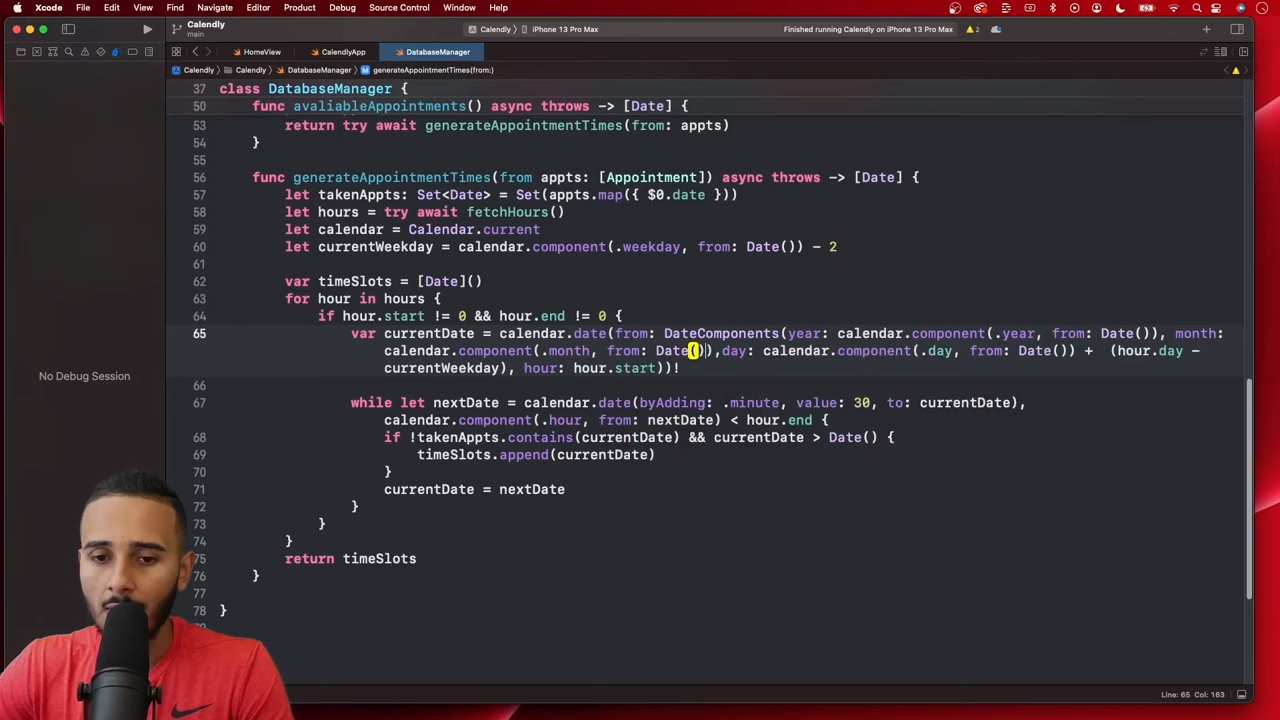 Xcode File Edit View Find Navigate Editor Product Debug Source Control Window Help
Calendly
main
Calendly 〉 iPhone 13 Pro Max
Finished running Calendly on iPhone 13 Pro Max
2
HomeView CalendlyApp DatabaseManager
Calendly 〉 Calendly 〉 DatabaseManager 〉 M generateAppointmentTimes(from:)
37 class DatabaseManager {
50 func avaliableAppointments() async throws -> [Date] {
53 return try await generateAppointmentTimes(from: appts)
54 }
55
56 func generateAppointmentTimes(from appts: [Appointment]) async throws -> [Date] {
57 let takenAppts: Set<Date> = Set(appts.map({ $0.date }))
58 let hours = try await fetchHours()
59 let calendar = Calendar.current
60 let currentWeekday = calendar.component(.weekday, from: Date()) - 2
61
62 var timeSlots = [Date]()
63 for hour in hours {
64 if hour.start != 0 && hour.end != 0 {
65 var currentDate = calendar.date(from: DateComponents(year: calendar.component(.year, from: Date()), month:
calendar.component(.month, from: Date()),day: calendar.component(.day, from: Date()) + (hour.day -
currentWeekday), hour: hour.start))!
66
67 while let nextDate = calendar.date(byAdding: .minute, value: 30, to: currentDate),
calendar.component(.hour, from: nextDate) < hour.end {
68 if !takenAppts.contains(currentDate) && currentDate > Date() {
69 timeSlots.append(currentDate)
70 }
71 currentDate = nextDate
72 }
73 }
74 }
75 return timeSlots
76 }
77
78 }
No Debug Session
Line: 65 Col: 163